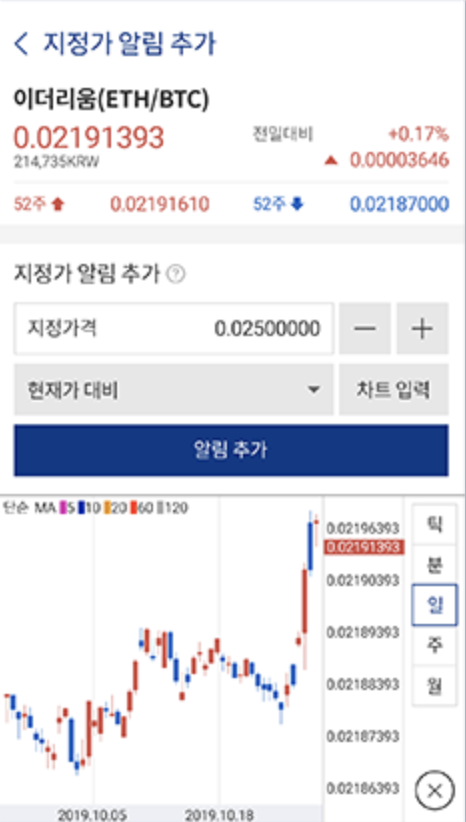 지정가 알림 추가
이더리움(ETH/BTC)
0.02191393 전일대비 +0.17%
214,735KRW ▲ 0.00003646
52주 0.02191610 52주 0.02187000
지정가 알림 추가 ?
지정가격 0.02500000 — +
현재가 대비 차트 입력
알림 추가
단순 MA 5 10 20 60 120
0.02196393
0.02191393
0.02190393
0.02189393
0.02188393
0.02187393
0.02186393
틱
분
일
주
월
2019.10.05 2019.10.18